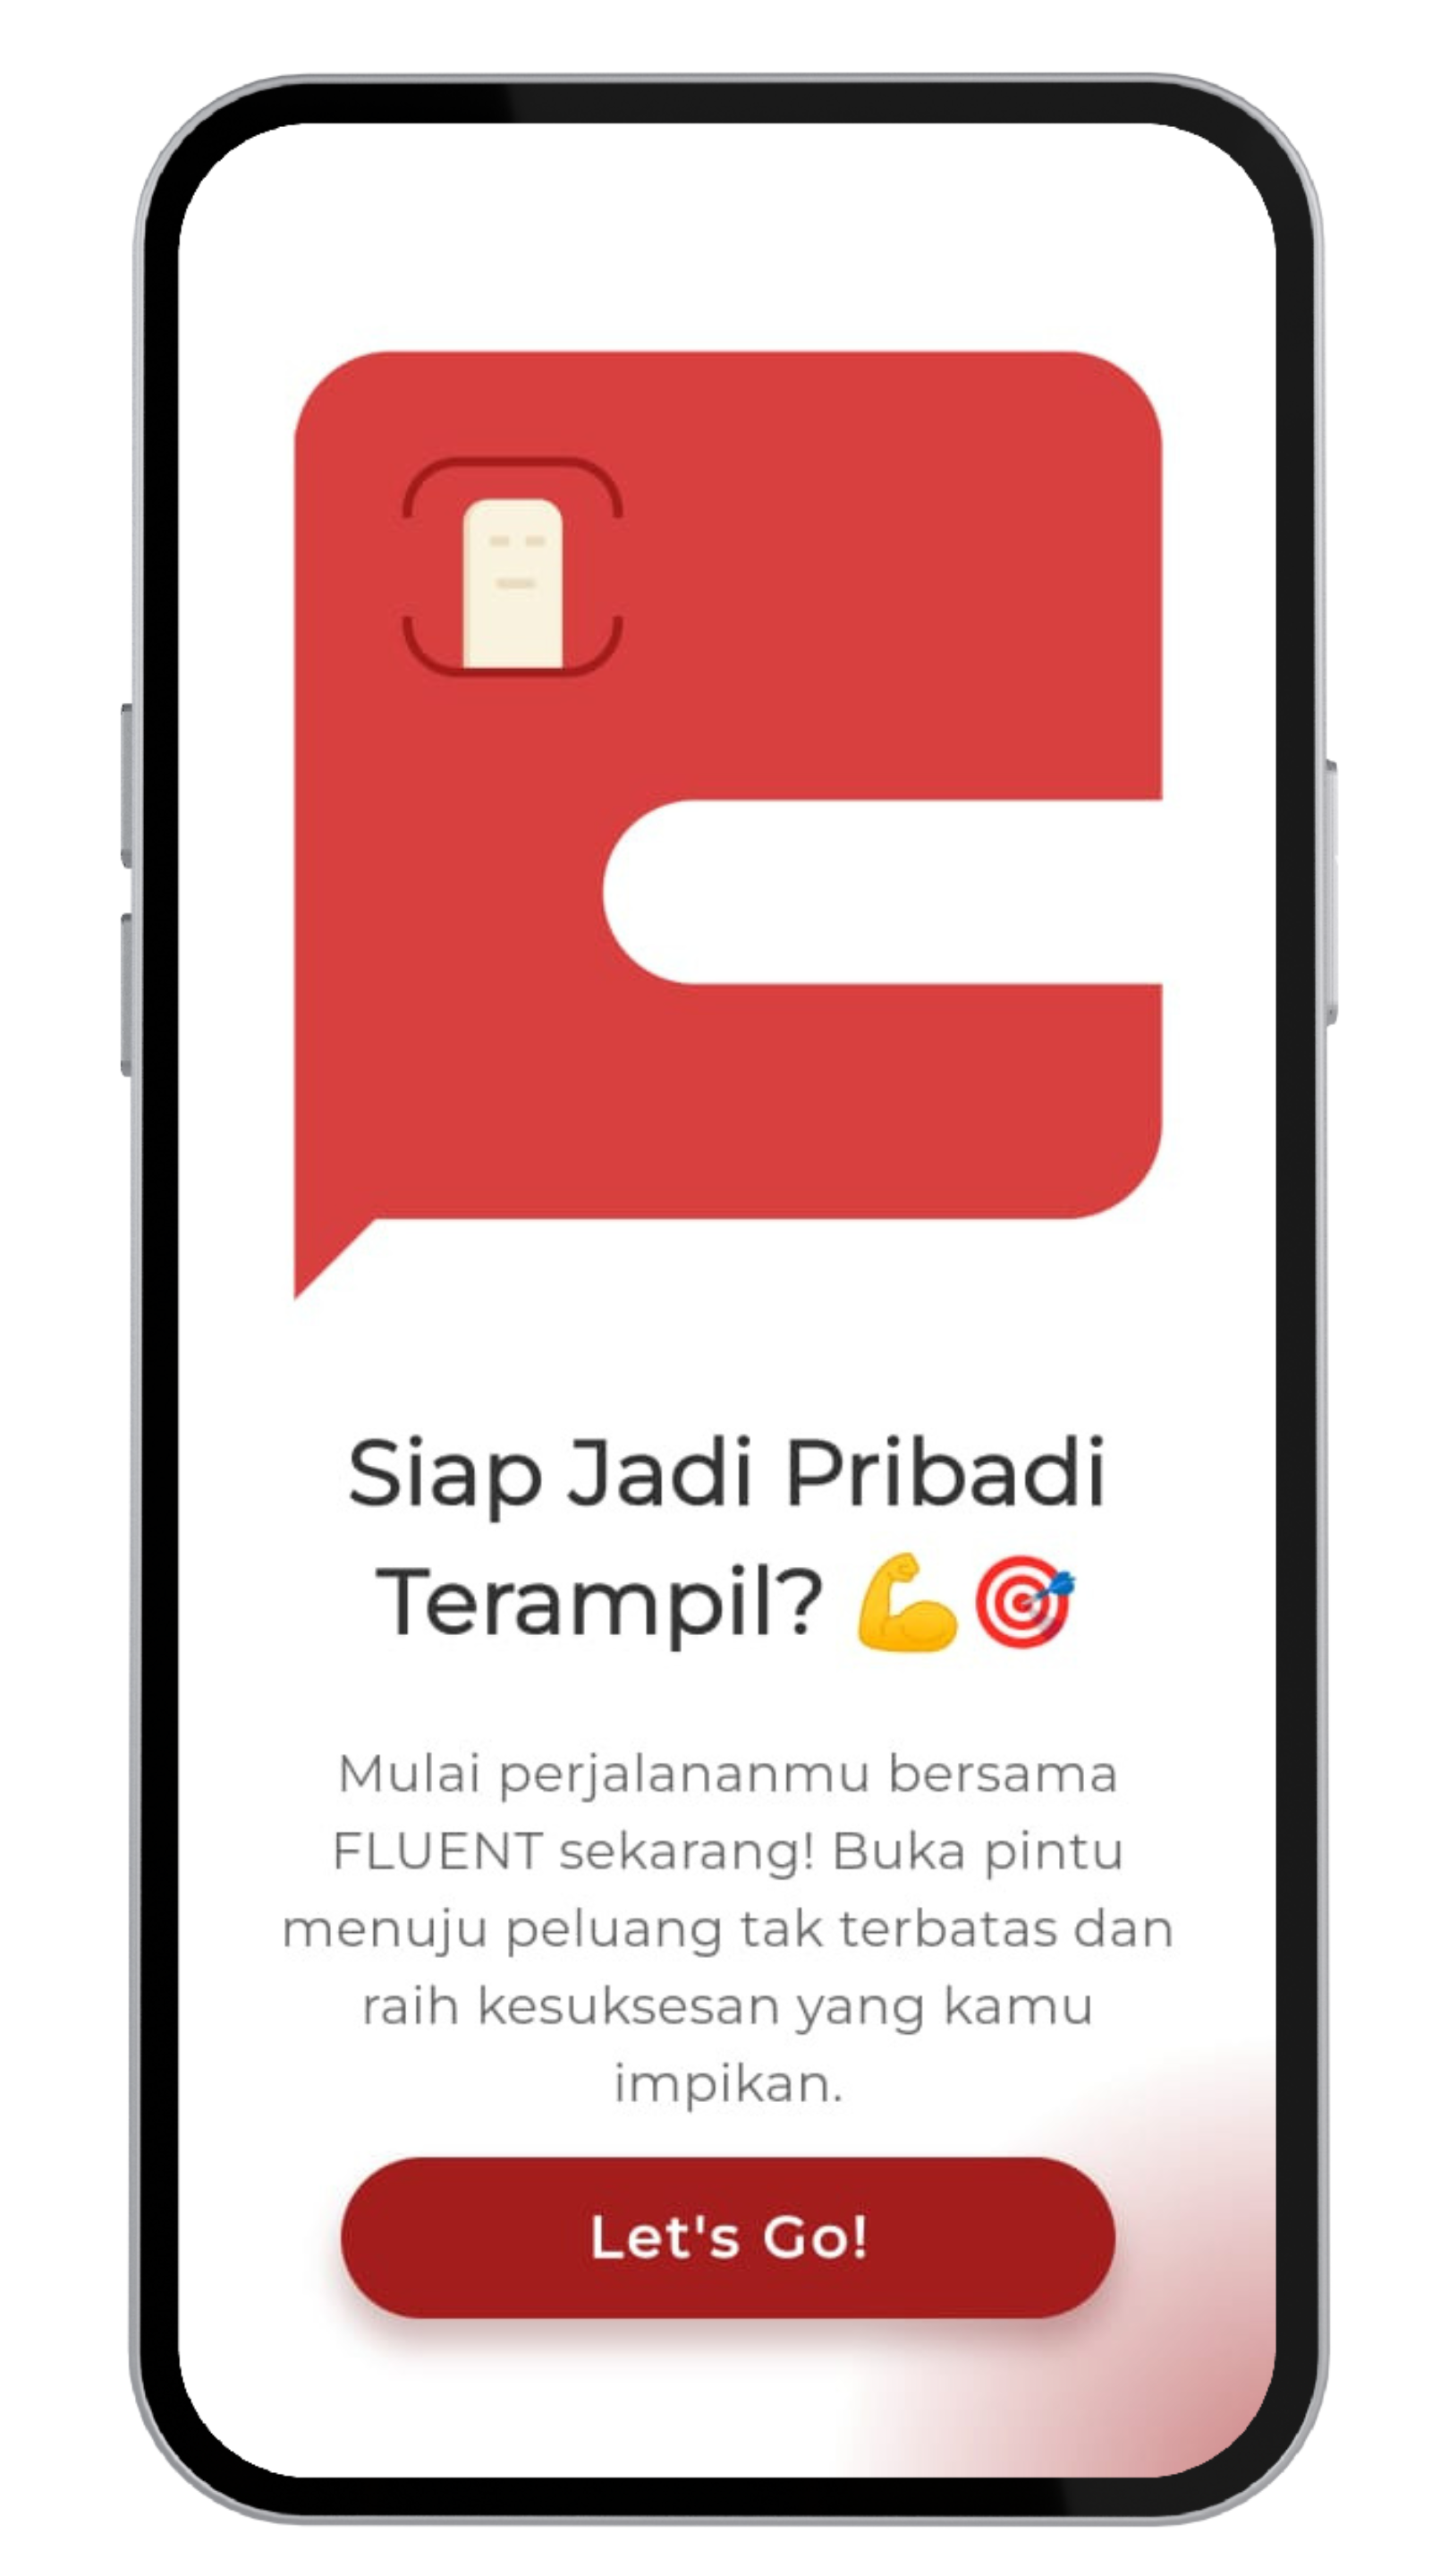 Siap Jadi Pribadi
Terampil? 💪🎯
Mulai perjalananmu bersama
FLUENT sekarang! Buka pintu
menuju peluang tak terbatas dan
raih kesuksesan yang kamu
impikan.
Let's Go!